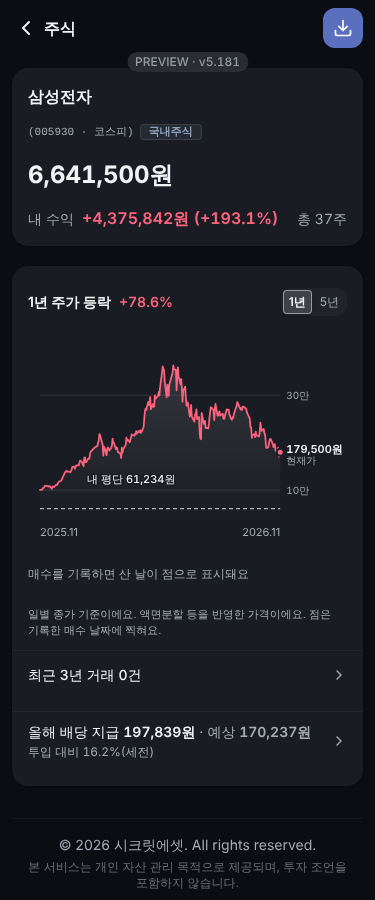 주식
PREVIEW · v5.181
삼성전자
(005930 · 코스피) 국내주식
6,641,500원
내 수익 +4,375,842원 (+193.1%) 총 37주
1년 주가 등락 +78.6% 1년 5년
30만
179,500원
현재가
내 평단 61,234원
10만
2025.11 2026.11
매수를 기록하면 산 날이 점으로 표시돼요
일별 종가 기준이에요. 액면분할 등을 반영한 가격이에요. 점은
기록한 매수 날짜에 찍혀요.
최근 3년 거래 0건
올해 배당 지급 197,839원 · 예상 170,237원
투입 대비 16.2%(세전)
© 2026 시크릿에셋. All rights reserved.
본 서비스는 개인 자산 관리 목적으로 제공되며, 투자 조언을
포함하지 않습니다.